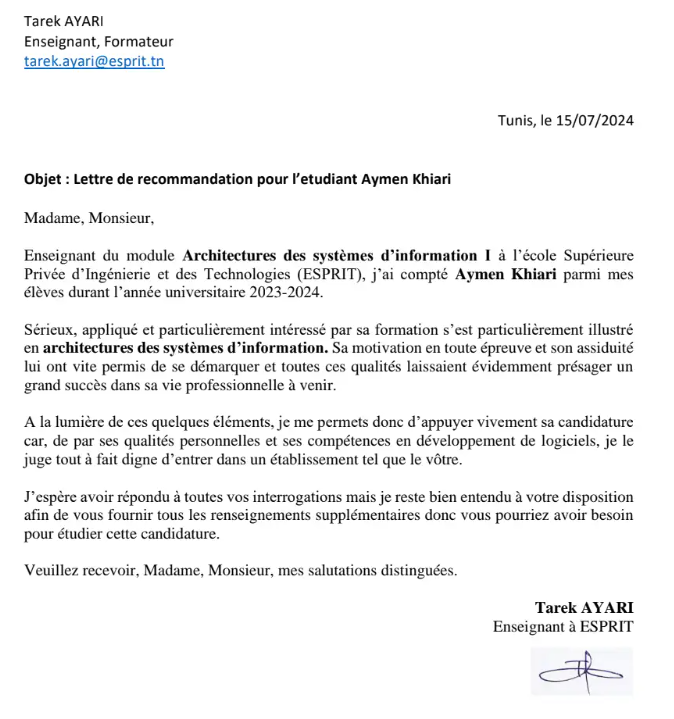 Tarek AYARI
Enseignant, Formateur
tarek.ayari@esprit.tn
Tunis, le 15/07/2024
Objet : Lettre de recommandation pour l’etudiant Aymen Khiari
Madame, Monsieur,
Enseignant du module Architectures des systèmes d’information I à l’école Supérieure
Privée d’Ingénierie et des Technologies (ESPRIT), j’ai compté Aymen Khiari parmi mes
élèves durant l’année universitaire 2023-2024.
Sérieux, appliqué et particulièrement intéressé par sa formation s’est particulièrement illustré
en architectures des systèmes d’information. Sa motivation en toute épreuve et son assiduité
lui ont vite permis de se démarquer et toutes ces qualités laissaient évidemment présager un
grand succès dans sa vie professionnelle à venir.
A la lumière de ces quelques éléments, je me permets donc d’appuyer vivement sa candidature
car, de par ses qualités personnelles et ses compétences en développement de logiciels, je le
juge tout à fait digne d’entrer dans un établissement tel que le vôtre.
J’espère avoir répondu à toutes vos interrogations mais je reste bien entendu à votre disposition
afin de vous fournir tous les renseignements supplémentaires donc vous pourriez avoir besoin
pour étudier cette candidature.
Veuillez recevoir, Madame, Monsieur, mes salutations distinguées.
Tarek AYARI
Enseignant à ESPRIT